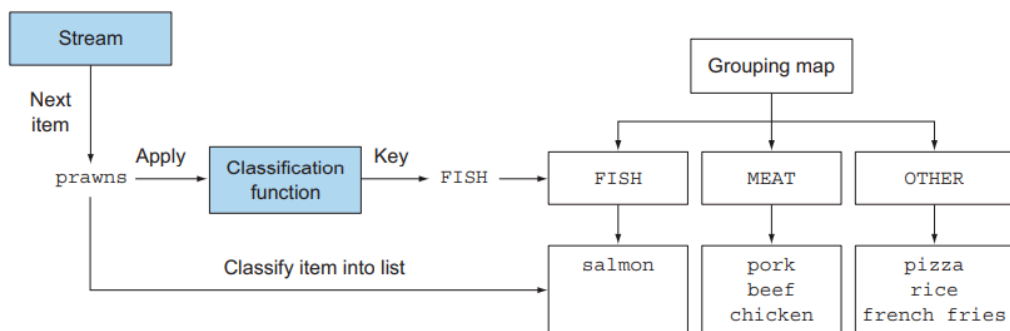 Stream
Grouping map
Next
item
prawns
Apply
Classification
function
Key
FISH
FISH
MEAT
OTHER
Classify item into list
salmon
pork
beef
chicken
pizza
rice
french fries